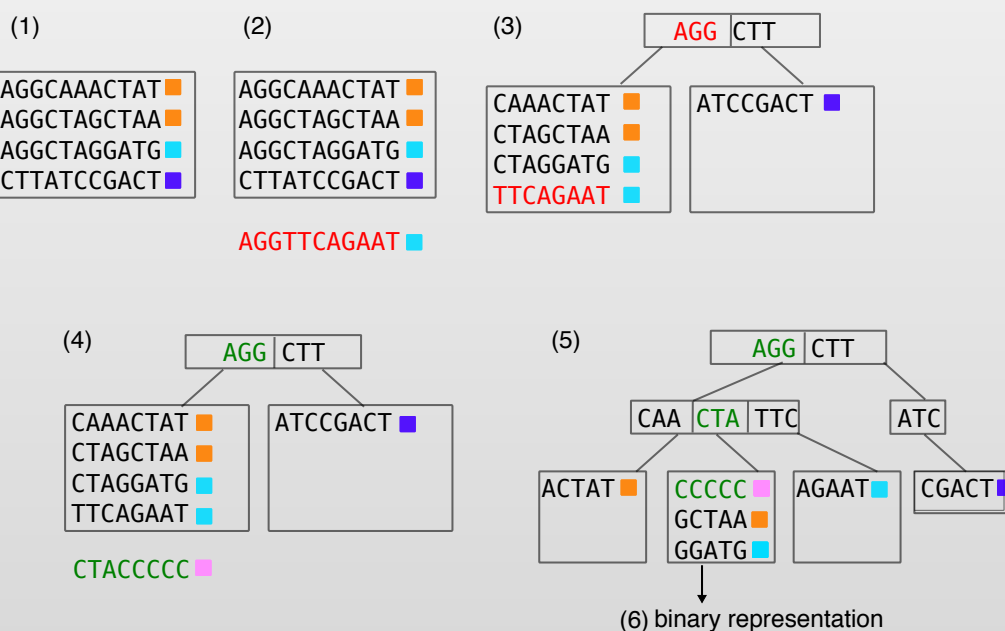 (1)
AGGCAAACTAT
AGGCTAGCTAA
AGGCTAGGATG
CTTATCCGACT
(2)
AGGCAAACTAT
AGGCTAGCTAA
AGGCTAGGATG
CTTATCCGACT
AGGTTCAGAAT
(3)
AGG CTT
CAAACTAT
CTAGCTAA
CTAGGATG
TTCAGAAT
ATCCGACT
(4)
AGG CTT
CAAACTAT
CTAGCTAA
CTAGGATG
TTCAGAAT
ATCCGACT
CTACCCCC
(5)
AGG CTT
CAA CTA TTC
ATC
ACTAT
CCCCC
GCTAA
GGATG
AGAAT
CGACT
(6) binary representation